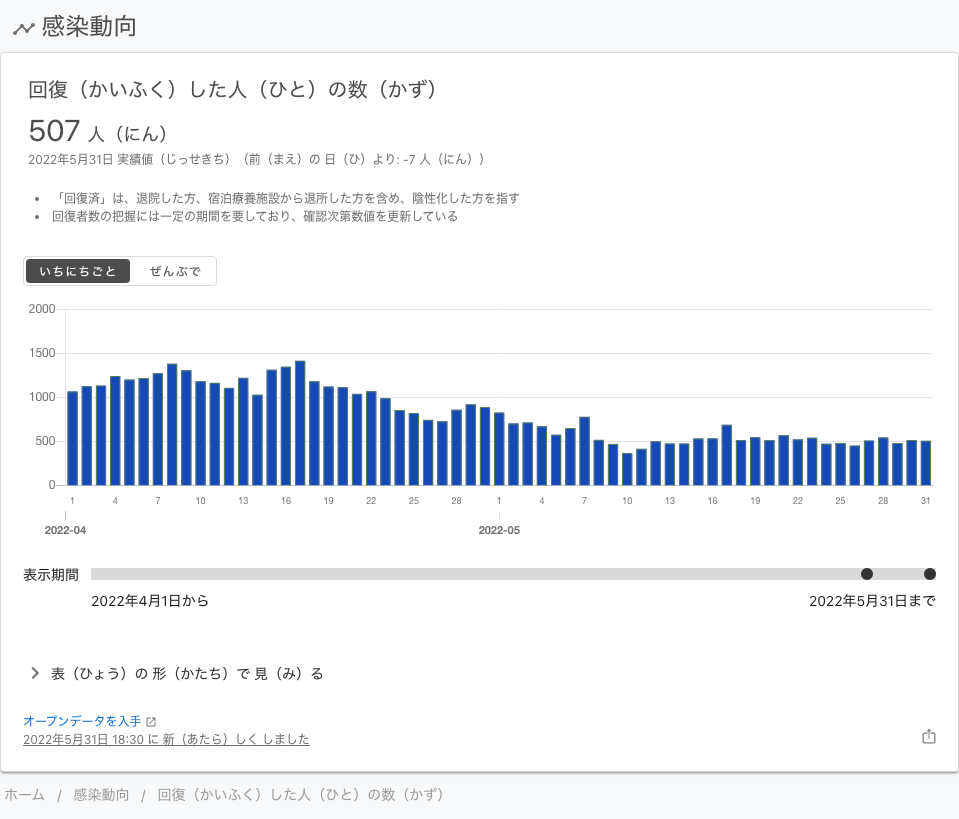 感染動向
回復（かいふく）した人（ひと）の数（かず）
507 人（にん）
2022年5月31日 実績値（じっせきち）（前（まえ）の 日（ひ）より: -7 人（にん））
• 「回復済」は、退院した方、宿泊療養施設から退所した方を含め、陰性化した方を指す
• 回復者数の把握には一定の期間を要しており、確認次第数値を更新している
いちにちごと ぜんぶで
2000
1500
1000
500
0
1 4 7 10 13 16 19 22 25 28 1 4 7 10 13 16 19 22 25 28 31
2022-04 2022-05
表示期間
2022年4月1日から 2022年5月31日まで
表（ひょう）の 形（かたち）で 見（み）る
オープンデータを入手
2022年5月31日 18:30 に 新（あたら）しく しました
ホーム / 感染動向 / 回復（かいふく）した人（ひと）の数（かず）